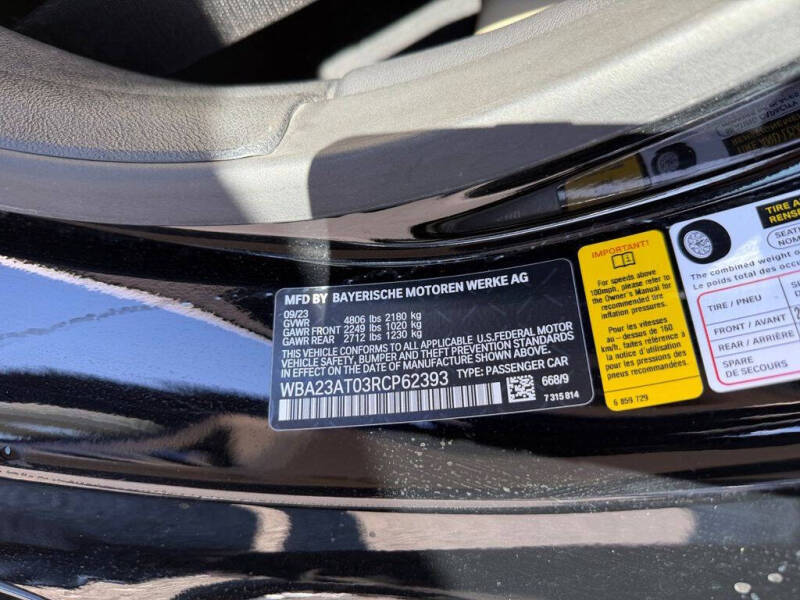 MFD BY BAYERISCHE MOTOREN WERKE AG
09/23
GVWR 4806 lbs 2180 kg
GAWR FRONT 2249 lbs 1020 kg
GAWR REAR 2712 lbs 1230 kg
THIS VEHICLE CONFORMS TO ALL APPLICABLE U.S.FEDERAL MOTOR
VEHICLE SAFETY, BUMPER AND THEFT PREVENTION STANDARDS
IN EFFECT ON THE DATE OF MANUFACTURE SHOWN ABOVE.
WBA23AT03RCP62393 TYPE: PASSENGER CAR
668/9
7 315 814
IMPORTANT!
For speeds above
100mph, please refer to
the Owner's Manual for
recommended tire
inflation pressures.
Pour les vitesses
au - dessus de 160
km/h, faites référence à
la notice d'utilisation
pour les pressions des
pneus recommandées.
6 859 729
TIRE A
RENSE
SEATI
NOM
The combined weight o
Le poids total des occu
TIRE / PNEU
FRONT / AVANT
REAR / ARRIÈRE
SPARE
DE SECOURS